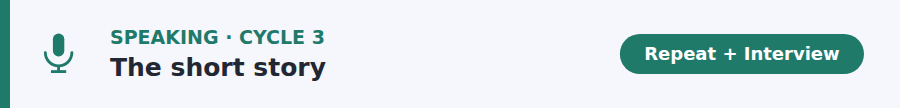 SPEAKING · CYCLE 3
The short story
Repeat + Interview